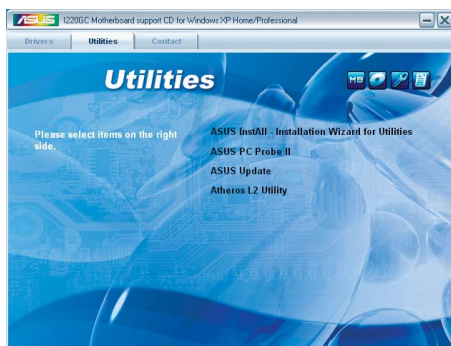 ASUS I220GC Motherboard support CD for Windows XP Home/Professional
Drivers Utilities Contact
Utilities
MB
Please select items on the right
side.
ASUS InstAll - Installation Wizard for Utilities
ASUS PC Probe II
ASUS Update
Atheros L2 Utility